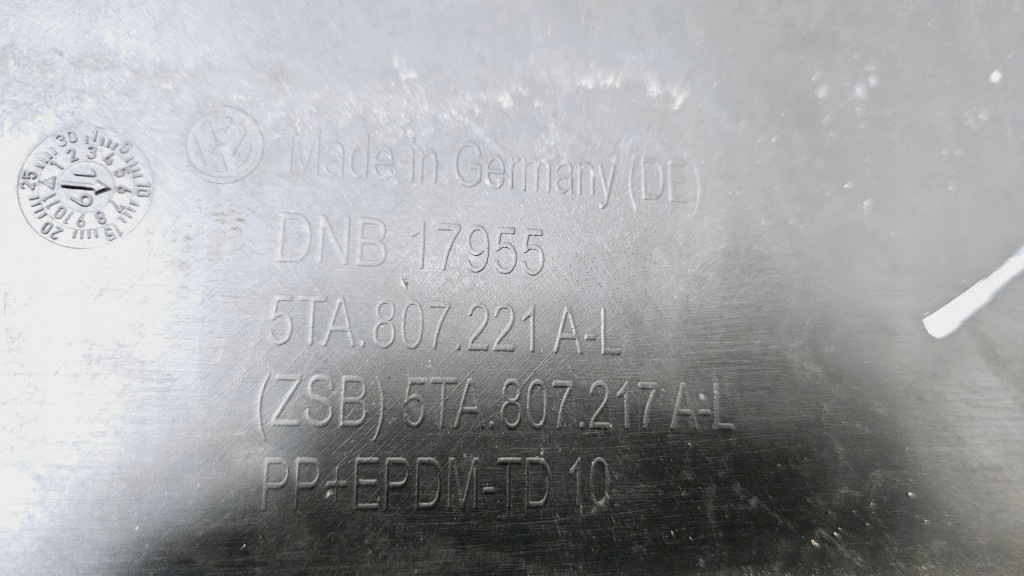 Made in Germany (DE)
DNB 17955
5TA.807.221 A-L
(ZSB) 5TA.807.217 A-L
PP+EPDM-TD 10